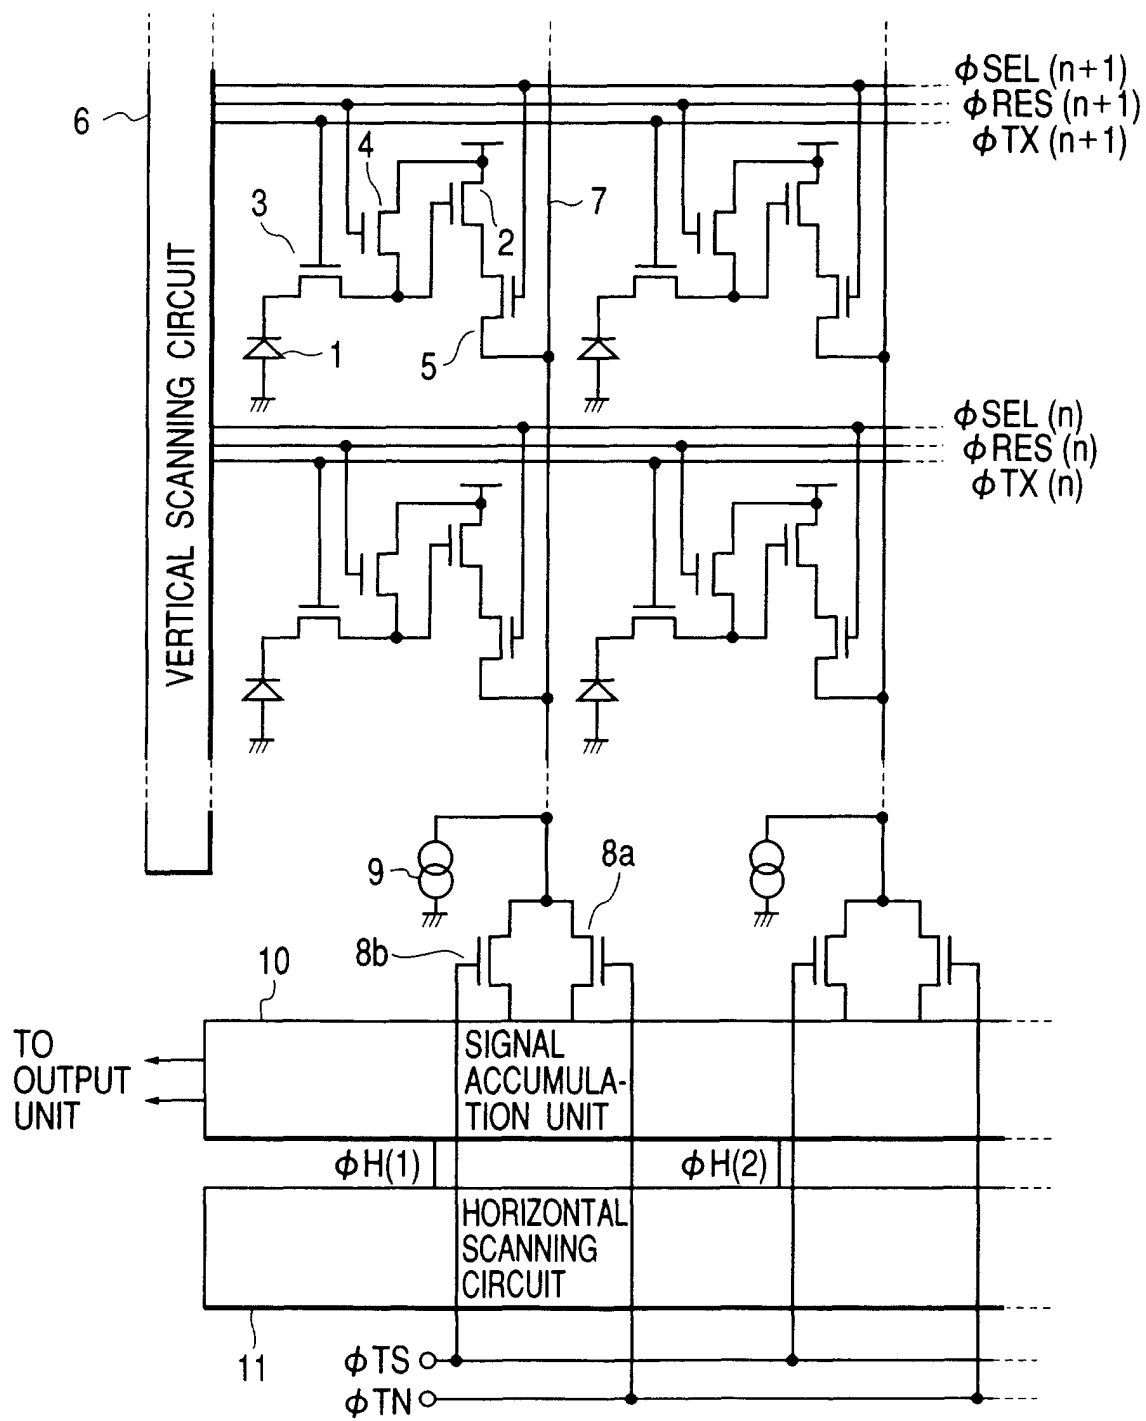 φSEL (n+1)
φRES (n+1)
φTX (n+1)
6
4
3
7
2
1
5
VERTICAL SCANNING CIRCUIT
φSEL (n)
φRES (n)
φTX (n)
9
8a
8b
10
TO
OUTPUT
UNIT
SIGNAL
ACCUMULA-
TION UNIT
φH(1)
φH(2)
HORIZONTAL
SCANNING
CIRCUIT
11
φTS
φTN